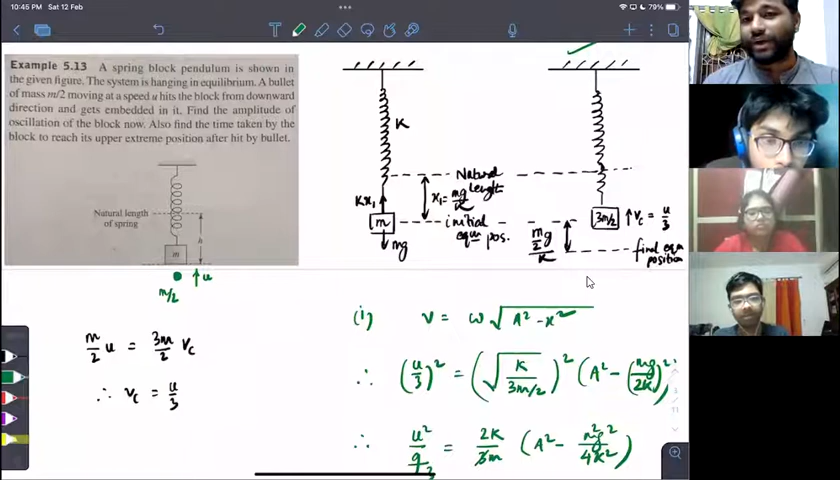 10:45 PM Sat 12 Feb
79%
Example 5.13 A spring block pendulum is shown in
the given figure. The system is hanging in equilibrium. A bullet
of mass m/2 moving at a speed u hits the block from downward
direction and gets embedded in it. Find the amplitude of
oscillation of the block now. Also find the time taken by the
block to reach its upper extreme position after hit by bullet.
Natural length
of spring
h
m
m/2
↑ u
K
Kx₁
m
mg
x₁ = mg/K
Natural
length
initial
equn pos.
3m/2
↑ v_c = u/3
m/2 g / K
find equn
position
m/2 u = 3m/2 v_c
∴ v_c = u/3
(i) v = ω √(A² - x²)
∴ (u/3)² = (√(K/(3m/2)))² (A² - (mg/2K)²)
∴ u²/9 = 2K/3m (A² - m²g²/4K²)
3